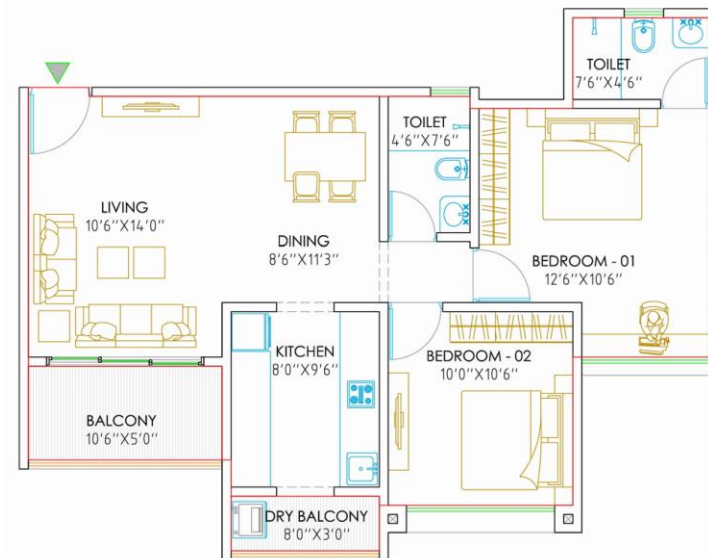 TOILET
7'6"X4'6"
TOILET
4'6"X7'6"
LIVING
10'6"X14'0"
DINING
8'6"X11'3"
BEDROOM - 01
12'6"X10'6"
KITCHEN
8'0"X9'6"
BEDROOM - 02
10'0"X10'6"
BALCONY
10'6"X5'0"
DRY BALCONY
8'0"X3'0"